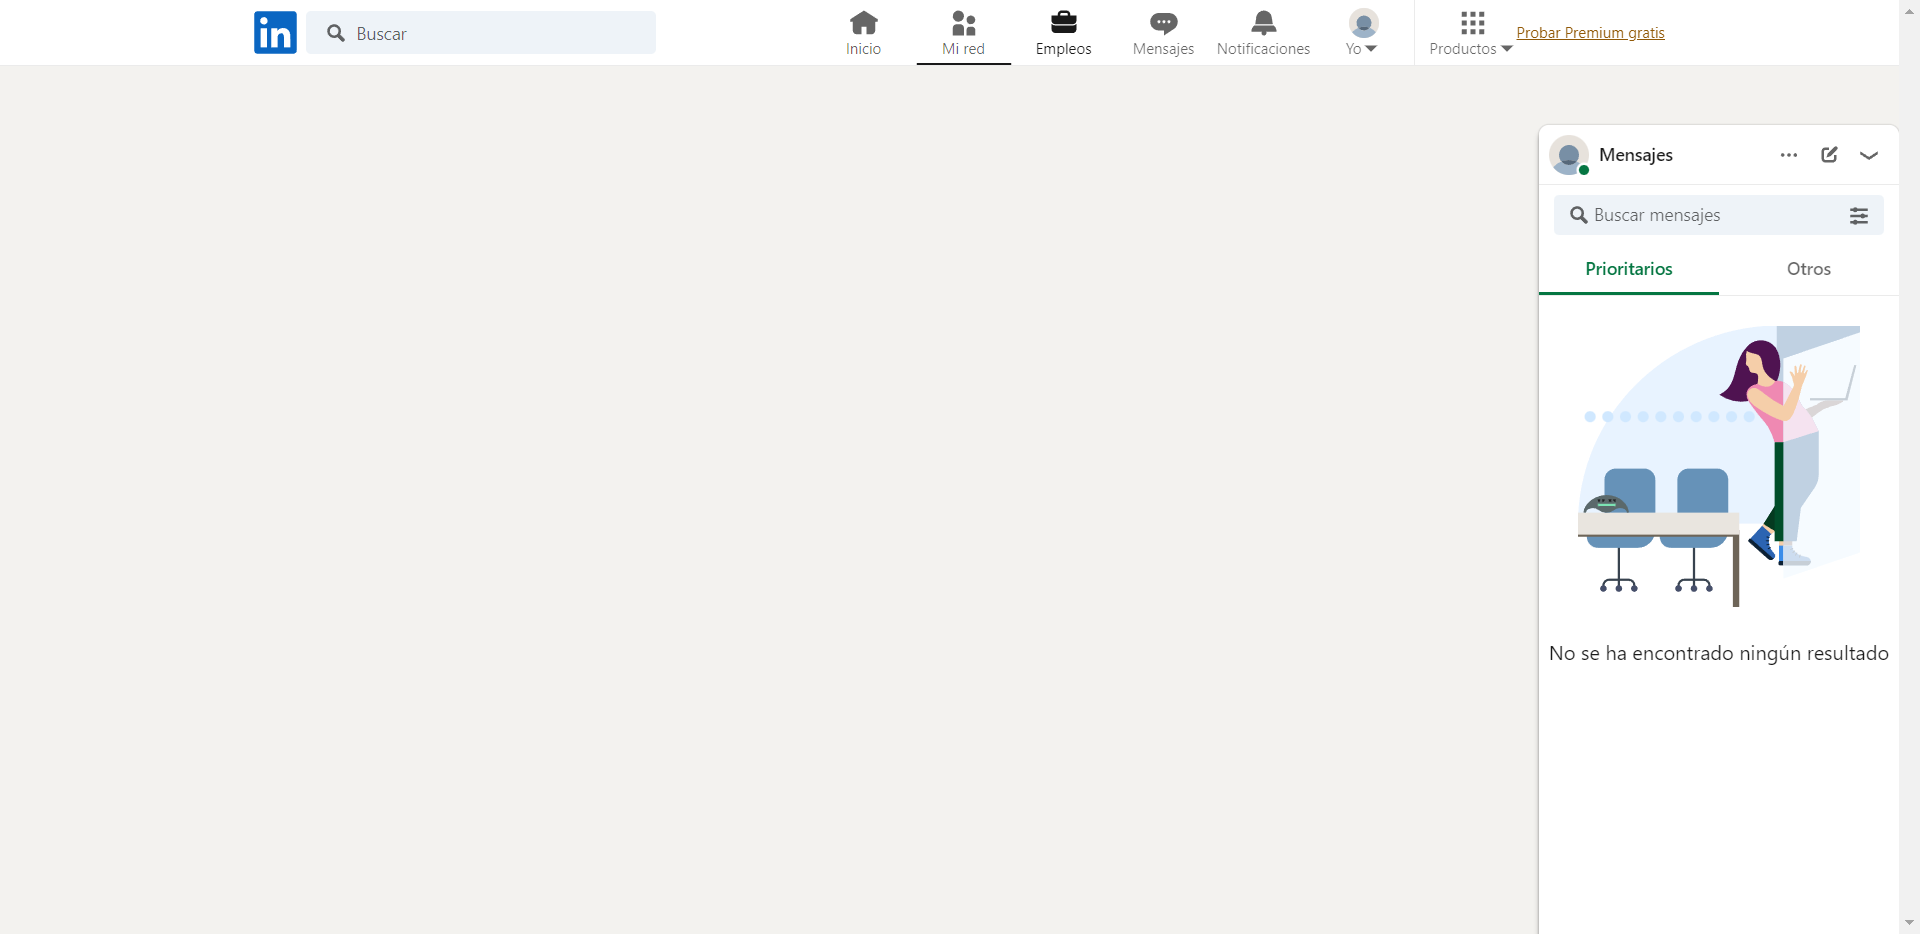 in
Buscar
Inicio
Mi red
Empleos
Mensajes
Notificaciones
Yo
Productos
Probar Premium gratis
Mensajes
Buscar mensajes
Prioritarios
Otros
No se ha encontrado ningún resultado